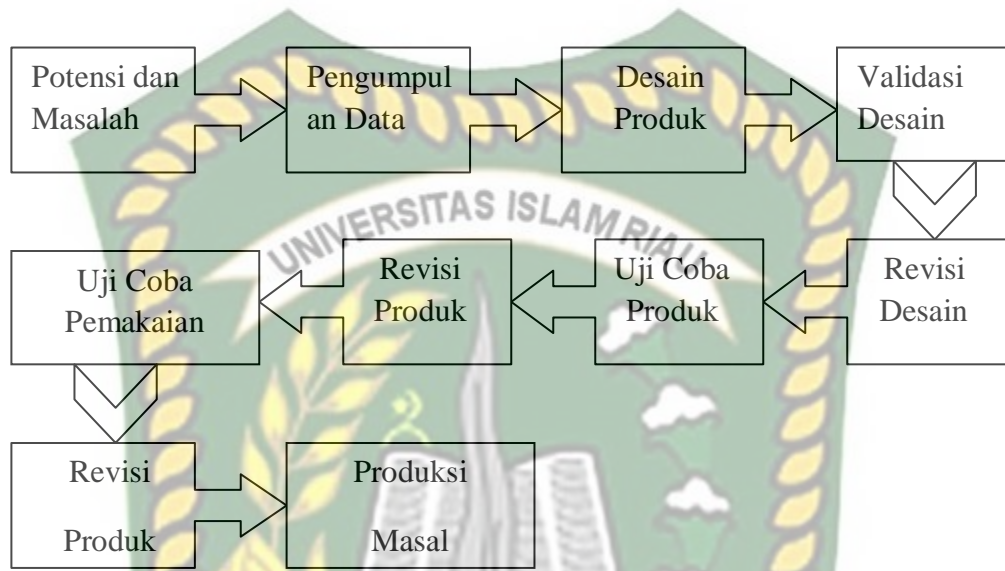 Potensi dan
Masalah
Pengumpul
an Data
Desain
Produk
Validasi
Desain
UNIVERSITAS ISLAM RIAU
Revisi
Desain
Uji Coba
Produk
Revisi
Produk
Uji Coba
Pemakaian
Revisi
Produk
Produksi
Masal